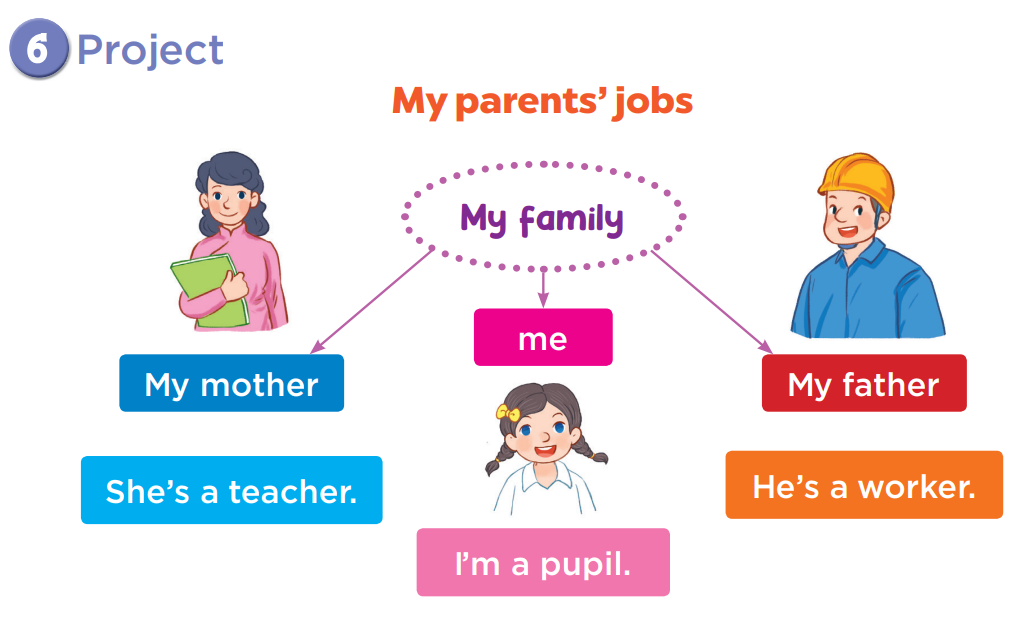 6 Project
My parents’ jobs
My family
me
My mother
My father
She’s a teacher.
He’s a worker.
I’m a pupil.